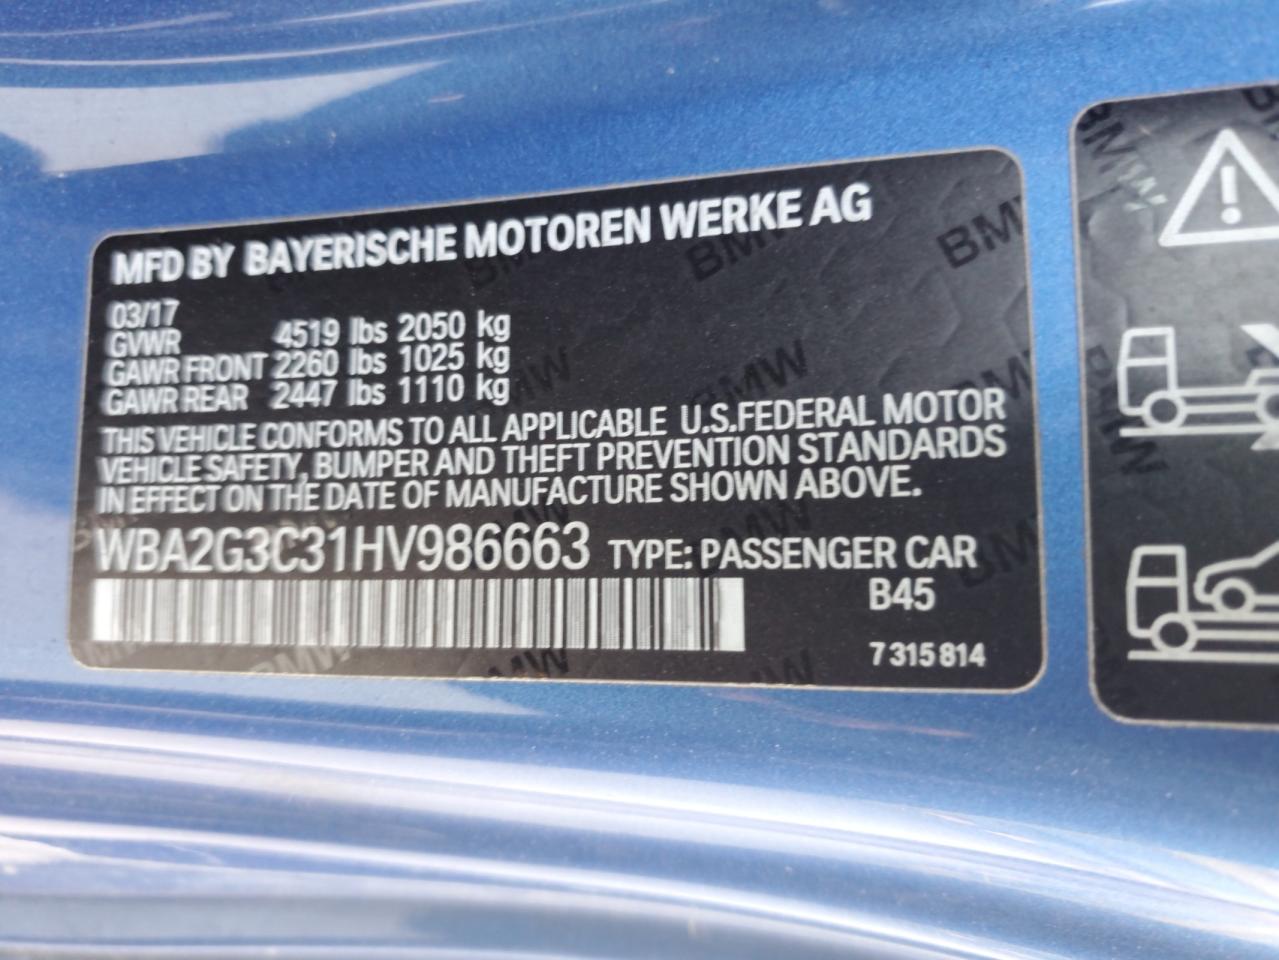 MFD BY BAYERISCHE MOTOREN WERKE AG
03/17
GVWR 4519 lbs 2050 kg
GAWR FRONT 2260 lbs 1025 kg
GAWR REAR 2447 lbs 1110 kg
THIS VEHICLE CONFORMS TO ALL APPLICABLE U.S.FEDERAL MOTOR
VEHICLE SAFETY, BUMPER AND THEFT PREVENTION STANDARDS
IN EFFECT ON THE DATE OF MANUFACTURE SHOWN ABOVE.
WBA2G3C31HV986663 TYPE: PASSENGER CAR
B45
7 315 814